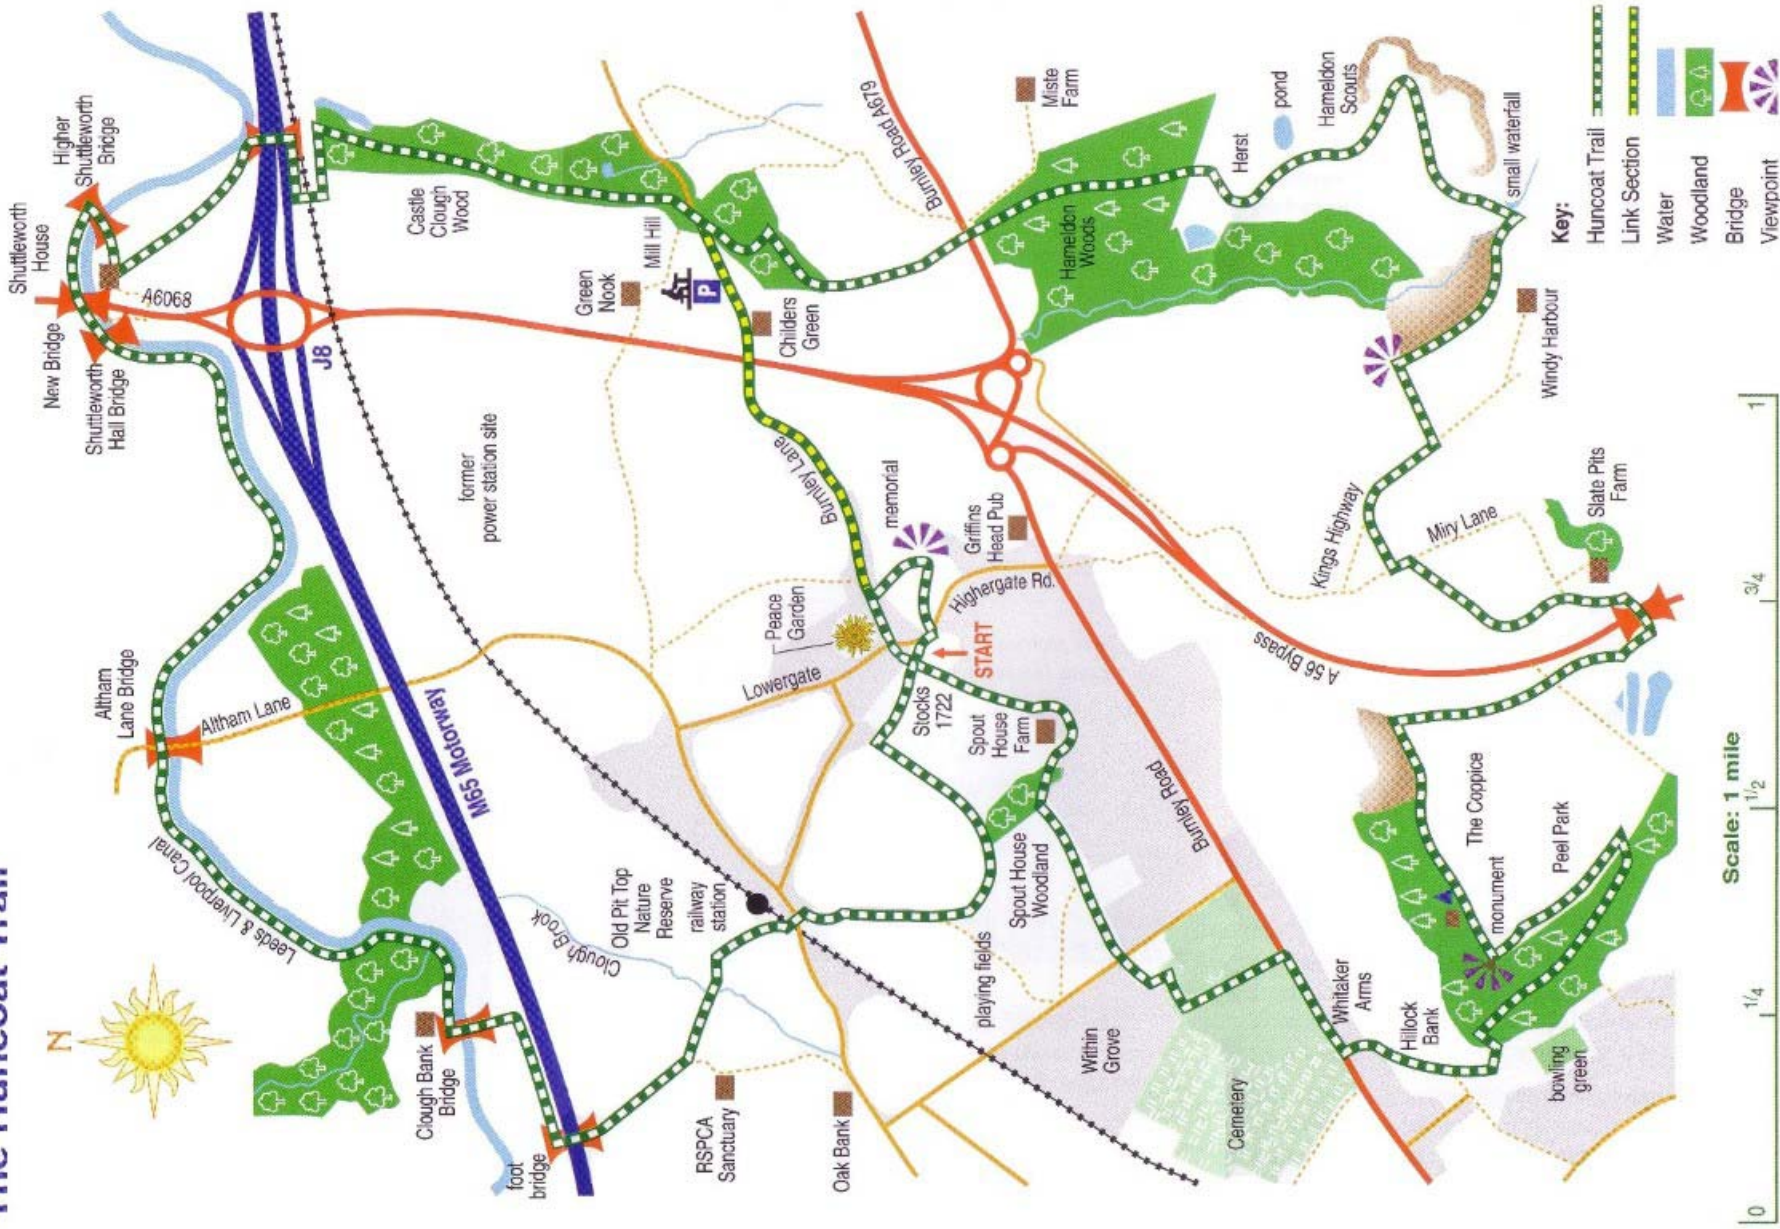 N
Higher
Shuttleworth
Bridge
Shuttleworth
House
New Bridge
A6068
Shuttleworth
Hall Bridge
J8
Castle
Clough
Wood
Green
Nook
Mill Hill
P
Childers
Green
Burnley Road A679
Miste
Farm
Hameldon
Woods
Herst
pond
Hameldon
Scouts
small waterfall
Windy Harbour
former
power station site
Burnley Lane
memorial
Griffins
Head Pub
Highergate Rd.
Kings Highway
Miry Lane
Slate Pits
Farm
Altham
Lane Bridge
Altham Lane
M65 Motorway
Peace
Garden
Lowergate
START
Stocks
1722
Spout
House
Farm
A 56 Bypass
Leeds & Liverpool Canal
Clough Brook
Old Pit Top
Nature
Reserve
railway
station
Spout House
Woodland
Burnley Road
The Coppice
monument
Peel Park
Clough Bank
Bridge
foot
bridge
RSPCA
Sanctuary
Oak Bank
playing fields
Within
Grove
Cemetery
Whitaker
Arms
Hillock
Bank
bowling
green
Key:
Huncoat Trail
Link Section
Water
Woodland
Bridge
Viewpoint
Scale: 1 mile
0
1/4
1/2
3/4
1